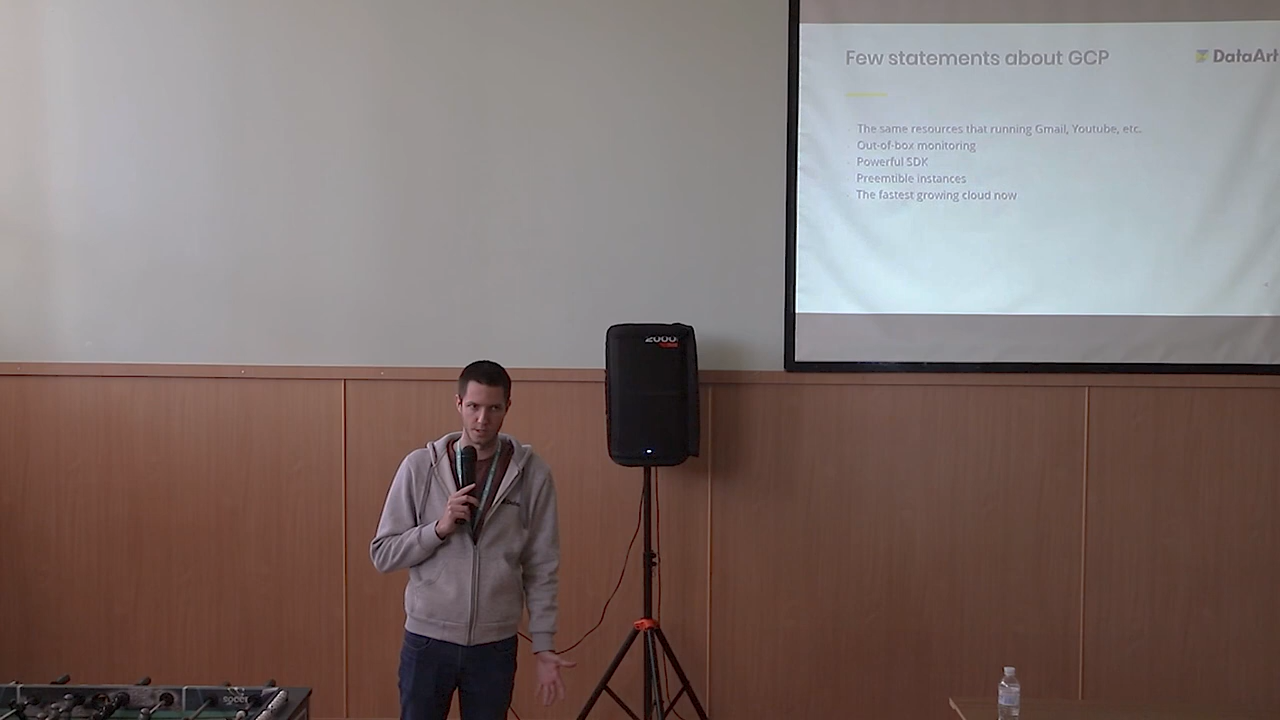 Few statements about GCP
DataArt
The same resources that running Gmail, Youtube, etc.
Out-of-box monitoring
Powerful SDK
Preemtible instances
The fastest growing cloud now
2000